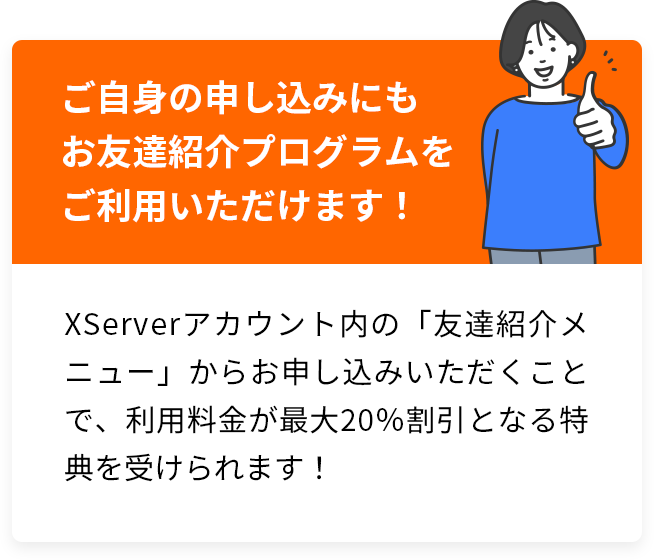 ご自身の申し込みにも
お友達紹介プログラムを
ご利用いただけます！
XServerアカウント内の「友達紹介メ
ニュー」からお申し込みいただくこと
で、利用料金が最大20%割引となる特
典を受けられます！